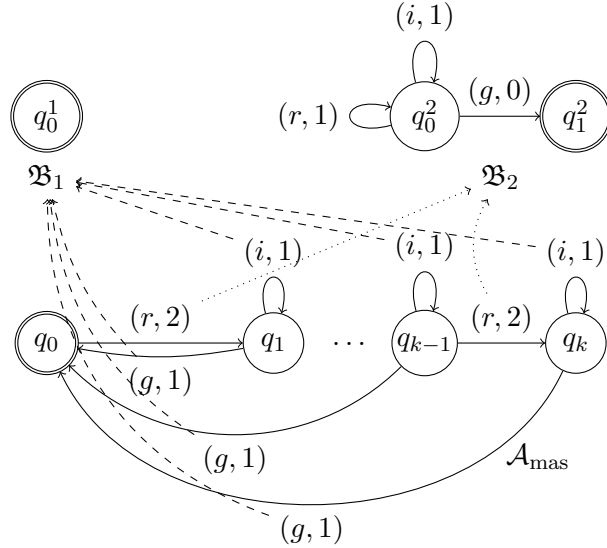 (i, 1)
q_0^1 (r, 1) q_0^2 (g, 0) q_1^2
𝔅_1 𝔅_2
(i, 1) (i, 1) (i, 1)
(r, 2) (r, 2)
q_0 q_1 ⋯ q_{k−1} q_k
(g, 1)
(g, 1) 𝒜_mas
(g, 1)